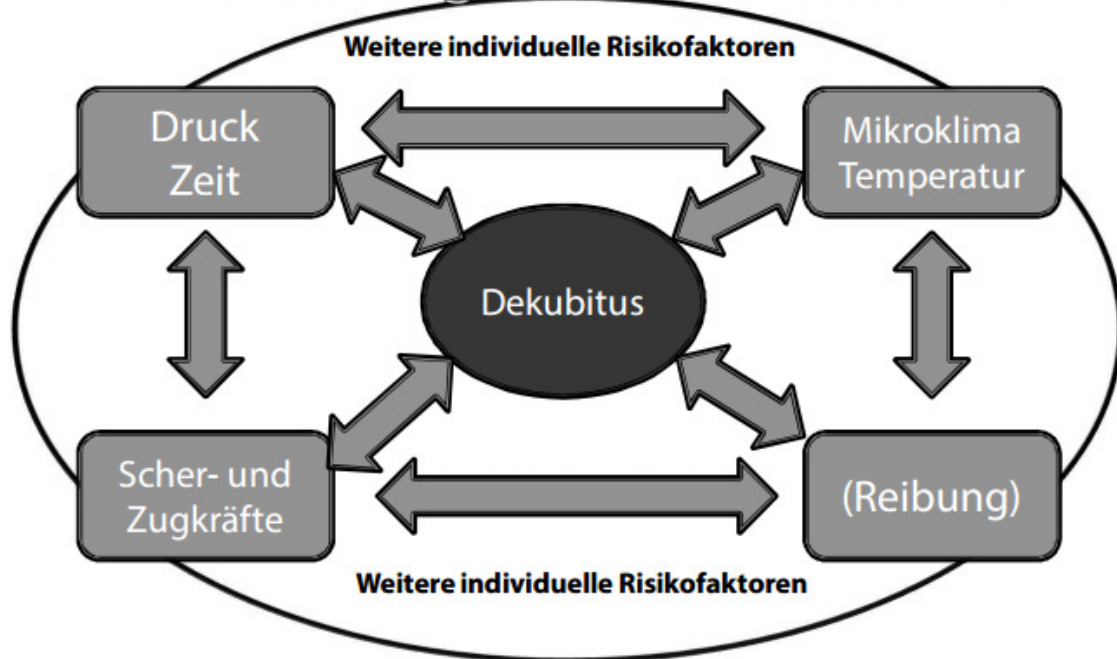 Weitere individuelle Risikofaktoren
Druck
Zeit
Mikroklima
Temperatur
Dekubitus
Scher- und
Zugkräfte
(Reibung)
Weitere individuelle Risikofaktoren